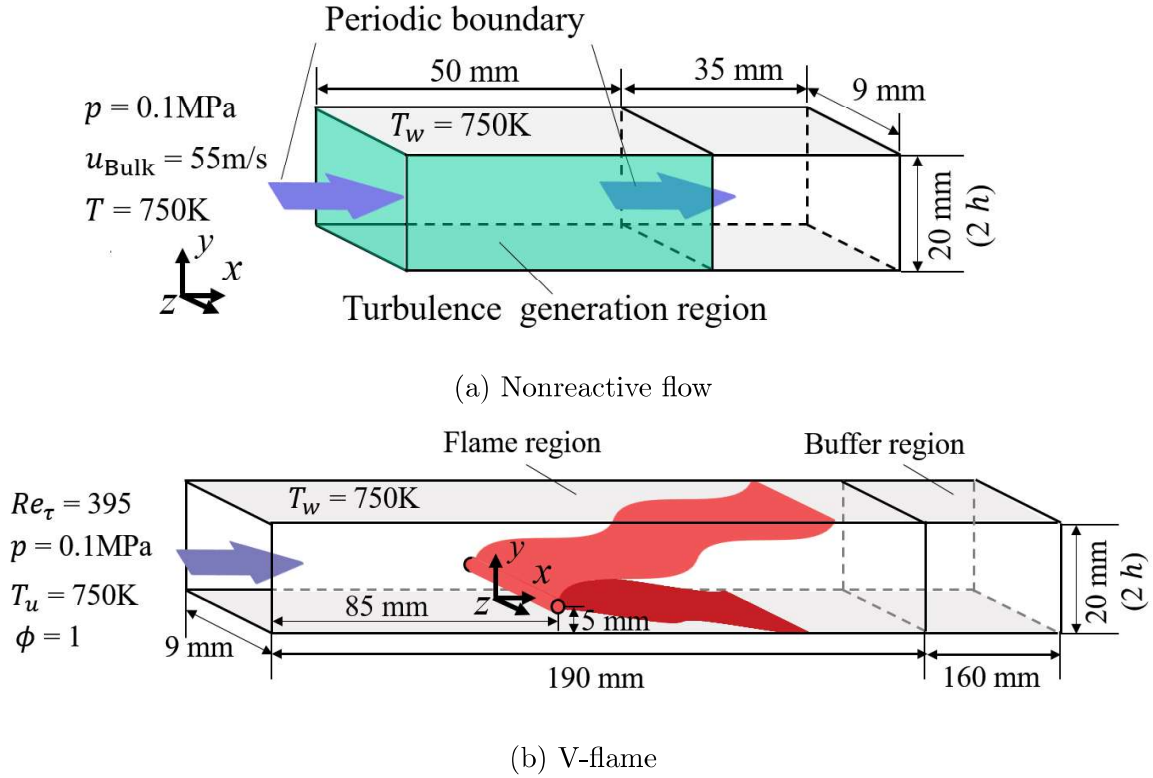 Periodic boundary
50 mm
35 mm
9 mm
p = 0.1MPa
T_w = 750K
u_Bulk = 55m/s
T = 750K
20 mm
(2 h)
y
x
z
Turbulence generation region
(a) Nonreactive flow
Flame region
Buffer region
Re_τ = 395
T_w = 750K
p = 0.1MPa
y
x
z
T_u = 750K
85 mm
5 mm
20 mm
(2 h)
ϕ = 1
9 mm
190 mm
160 mm
(b) V-flame